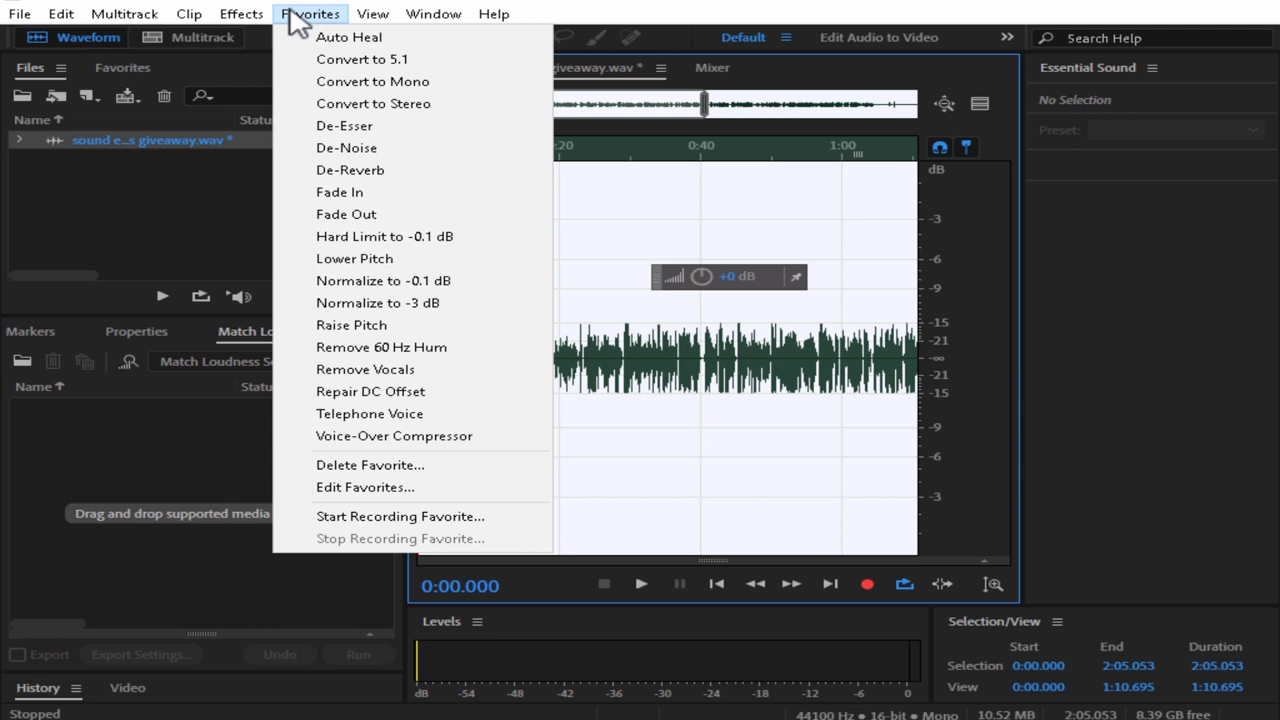 File Edit Multitrack Clip Effects Favorites View Window Help
Waveform Multitrack
Default Edit Audio to Video
Search Help
Files Favorites
Name
sound e...s giveaway.wav *
Auto Heal
Convert to 5.1
Convert to Mono
Convert to Stereo
De-Esser
De-Noise
De-Reverb
Fade In
Fade Out
Hard Limit to -0.1 dB
Lower Pitch
Normalize to -0.1 dB
Normalize to -3 dB
Raise Pitch
Remove 60 Hz Hum
Remove Vocals
Repair DC Offset
Telephone Voice
Voice-Over Compressor
Delete Favorite...
Edit Favorites...
Start Recording Favorite...
Stop Recording Favorite...
Markers Properties
Name
Drag and drop supported media
Export Export Settings... Undo Run
History Video
Stopped
giveaway.wav * Mixer
:20 0:40 1:00
dB
-3
-6
-9
-15
-21
-∞
-21
-15
-9
-6
-3
+0 dB
0:00.000
Levels
dB -54 -48 -42 -36 -30 -24 -18 -12 -6 0
Essential Sound
No Selection
Preset:
Selection/View
Start End Duration
Selection 0:00.000 2:05.053 2:05.053
View 0:00.000 1:10.695 1:10.695
44100 Hz ● 16-bit ● Mono 10.52 MB 2:05.053 8.39 GB free